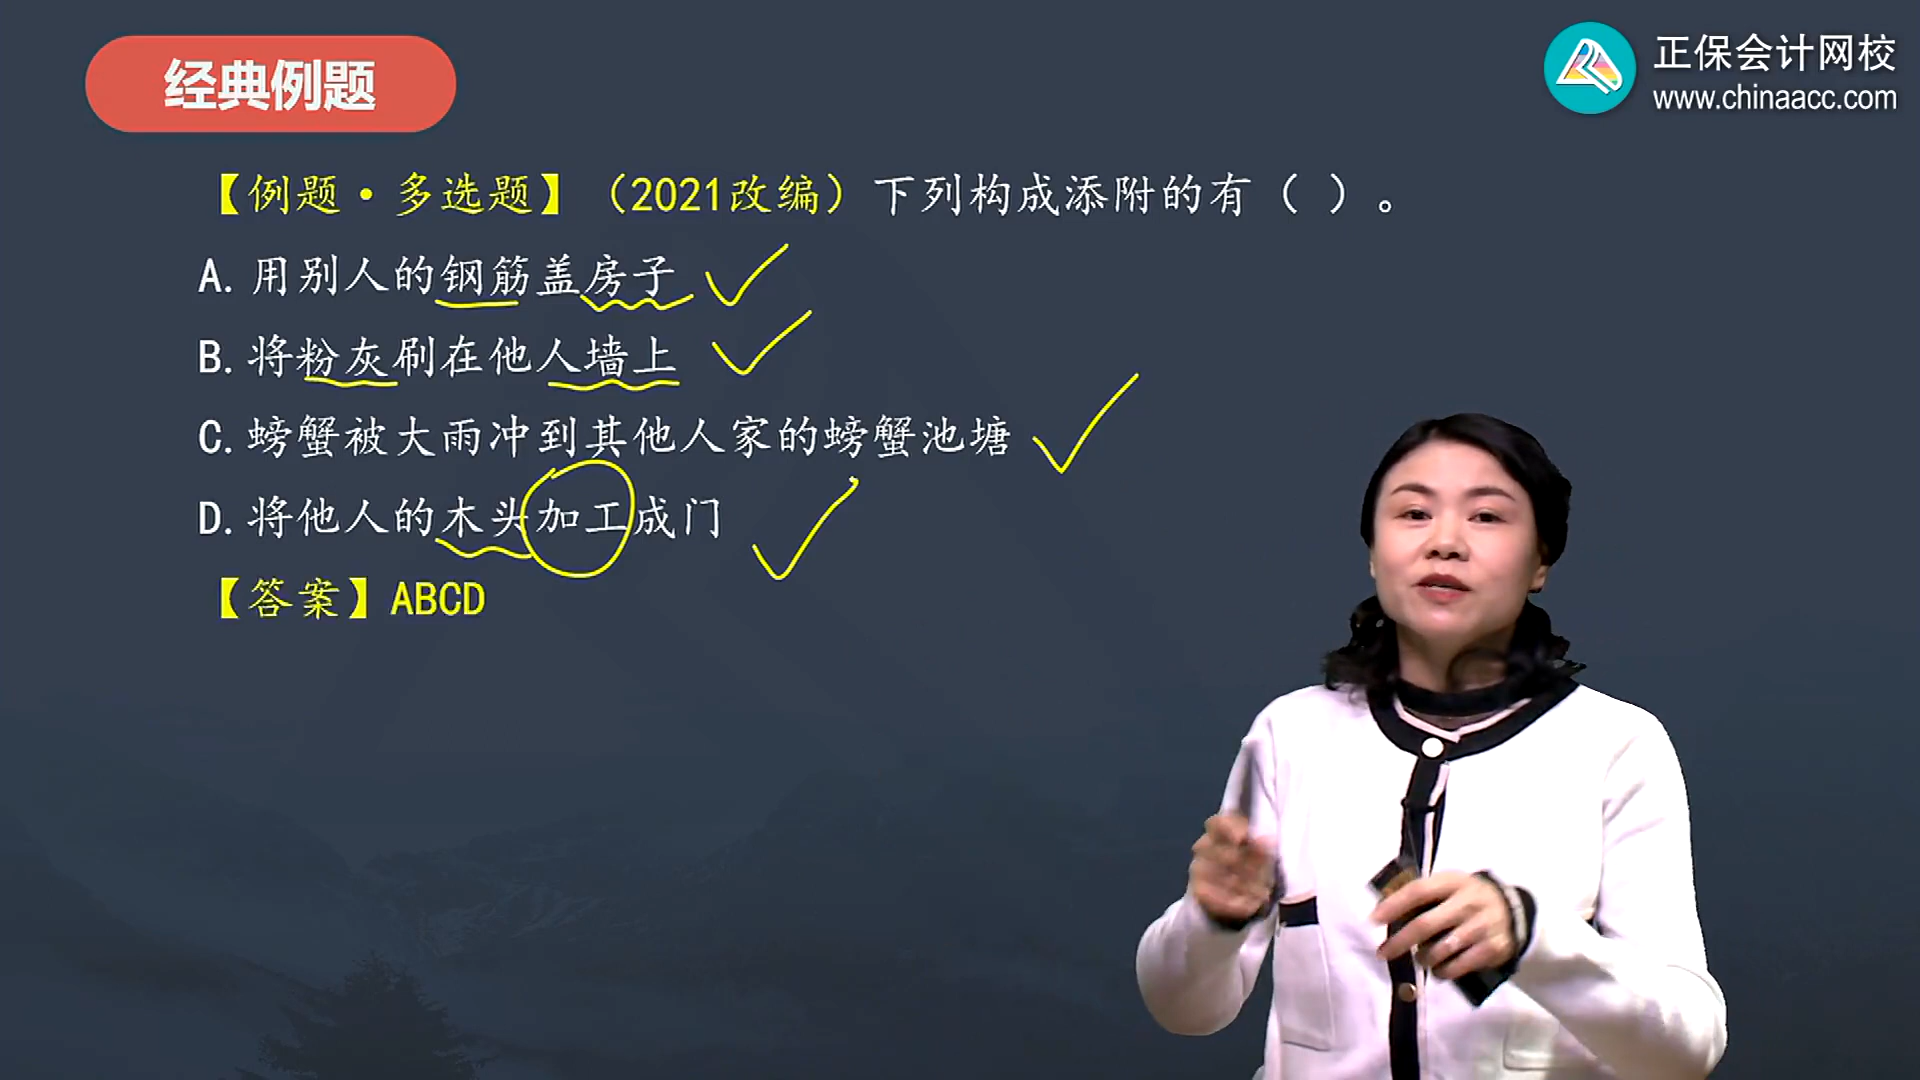 经典例题
正保会计网校
www.chinaacc.com
【例题·多选题】（2021改编）下列构成添附的有（ ）。
A. 用别人的钢筋盖房子
B. 将粉灰刷在他人墙上
C. 螃蟹被大雨冲到其他人家的螃蟹池塘
D. 将他人的木头加工成门
【答案】ABCD